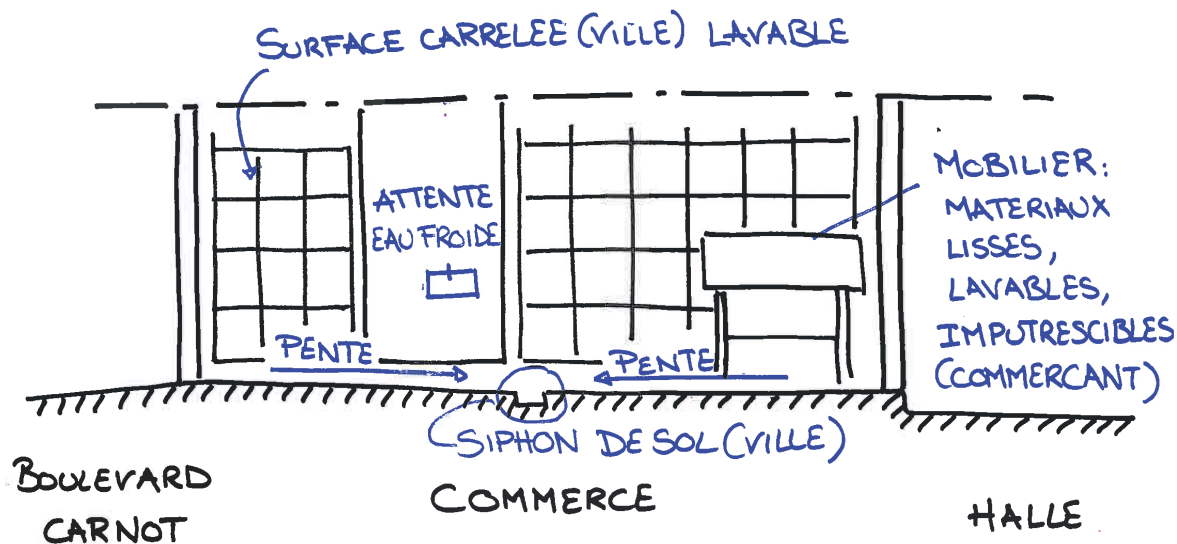 SURFACE CARRELEE (VILLE) LAVABLE
ATTENTE
EAU FROIDE
MOBILIER:
MATERIAUX
LISSES,
LAVABLES,
IMPUTRESCIBLES
(COMMERCANT)
PENTE
PENTE
SIPHON DE SOL (VILLE)
BOULEVARD
CARNOT
COMMERCE
HALLE